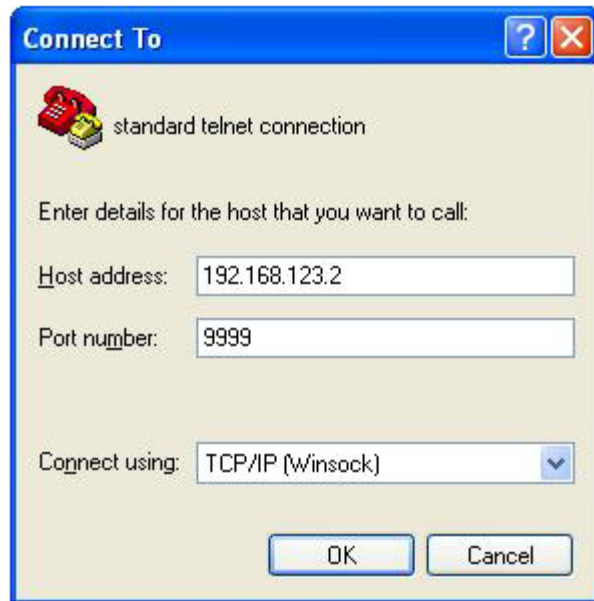 Connect To
?
standard telnet connection
Enter details for the host that you want to call:
Host address: 192.168.123.2
Port number: 9999
Connect using: TCP/IP (Winsock)
OK Cancel